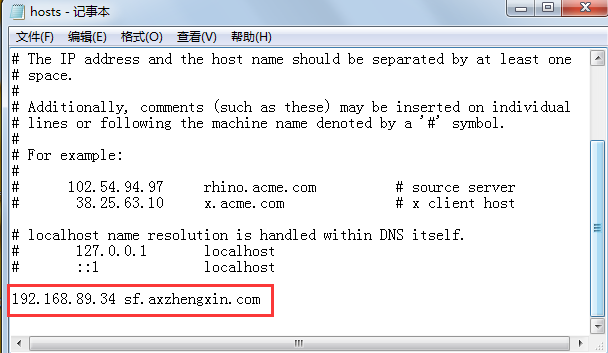 hosts - 记事本
文件(F) 编辑(E) 格式(O) 查看(V) 帮助(H)
# The IP address and the host name should be separated by at least one
# space.
#
# Additionally, comments (such as these) may be inserted on individual
# lines or following the machine name denoted by a '#' symbol.
#
# For example:
#
# 102.54.94.97 rhino.acme.com # source server
# 38.25.63.10 x.acme.com # x client host
# localhost name resolution is handled within DNS itself.
# 127.0.0.1 localhost
# ::1 localhost
192.168.89.34 sf.axzhengxin.com